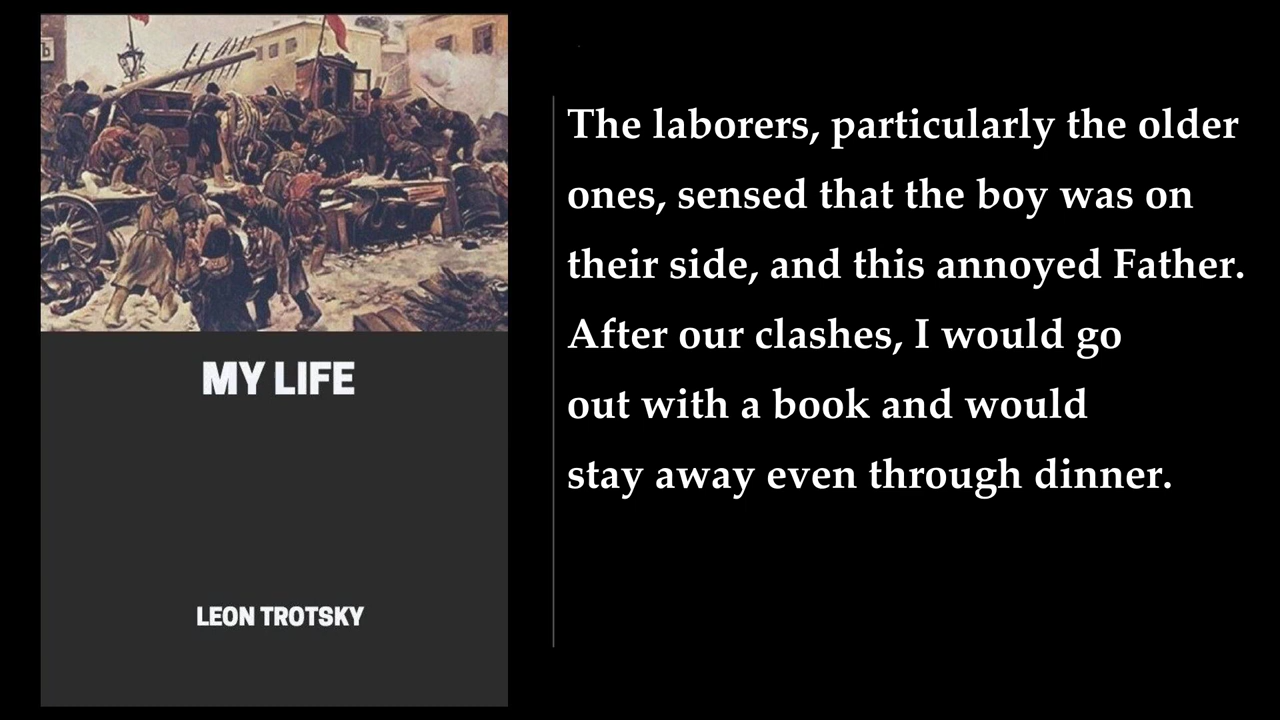 Ъ
MY LIFE
LEON TROTSKY
The laborers, particularly the older
ones, sensed that the boy was on
their side, and this annoyed Father.
After our clashes, I would go
out with a book and would
stay away even through dinner.